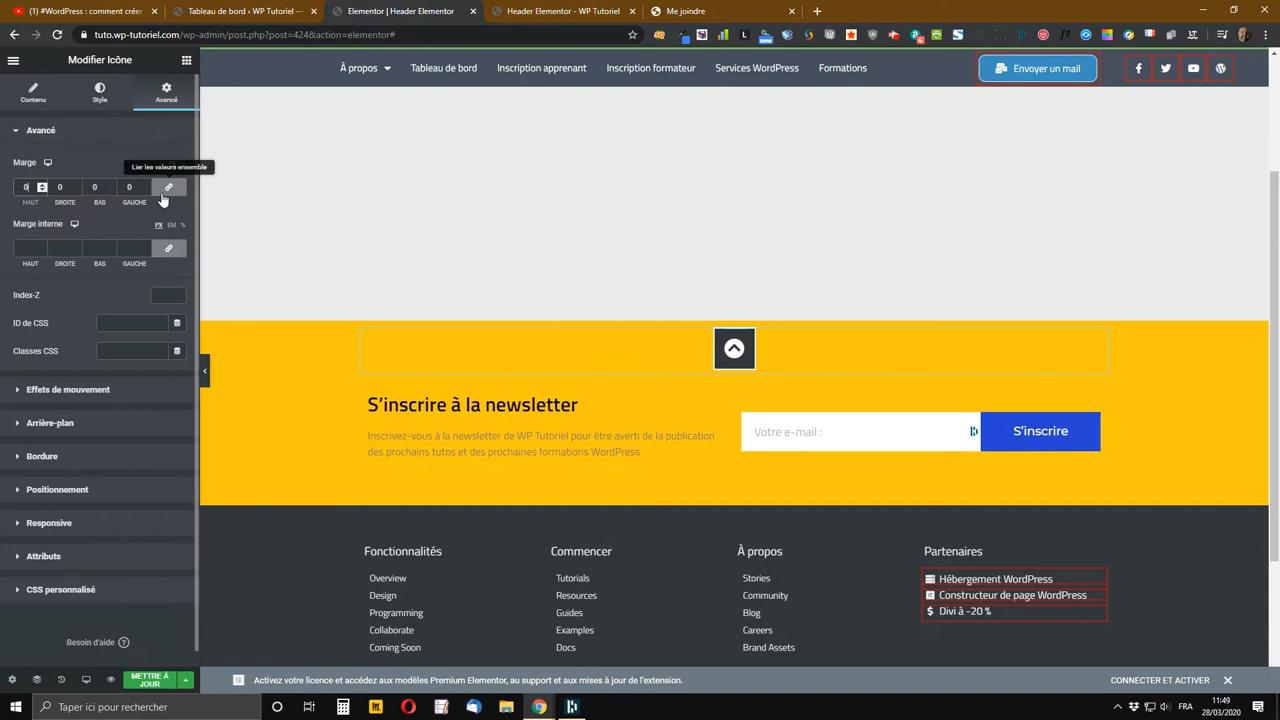 (1) #WordPress [cours en dir
Tableau de bord ‹ WP Tutoriel —
Elementor | Header
Elementor | Footer #5112
Me joindre
tuto.wp-tutoriel.com/wp-admin/post.php?post=424&action=elementor#
new
Modifier Icône
Contenu
Style
Avancé
Avancé
Marge
Lier les valeurs ensemble
0 0 0 0
HAUT DROITE BAS GAUCHE
Marge interne PX EM %
HAUT DROITE BAS GAUCHE
Index-Z
ID de CSS
Classes CSS
Effets de mouvement
Arrière-plan
Bordure
Positionnement
Responsive
Attributs
CSS personnalisé
Besoin d'aide ?
METTRE À
JOUR
À propos Tableau de bord Inscription apprenant Inscription formateur Services WordPress Formations
Envoyer un mail
S'inscrire à la newsletter
Inscrivez-vous à la newsletter de WP Tutoriel pour être averti de la publication
des prochains tutos et des prochaines formations WordPress
Votre e-mail :
S'inscrire
Fonctionnalités
Overview
Design
Programming
Collaborate
Coming Soon
Commencer
Tutorials
Resources
Guides
Examples
Docs
À propos
Stories
Community
Blog
Careers
Brand Assets
Partenaires
Hébergement WordPress
Constructeur de page WordPress
Divi à -20 %
Activez votre licence et accédez aux modèles Premium Elementor, au support et aux mises à jour de l'extension.
CONNECTER ET ACTIVER
Taper ici pour rechercher
FRA
11:49
28/03/2020